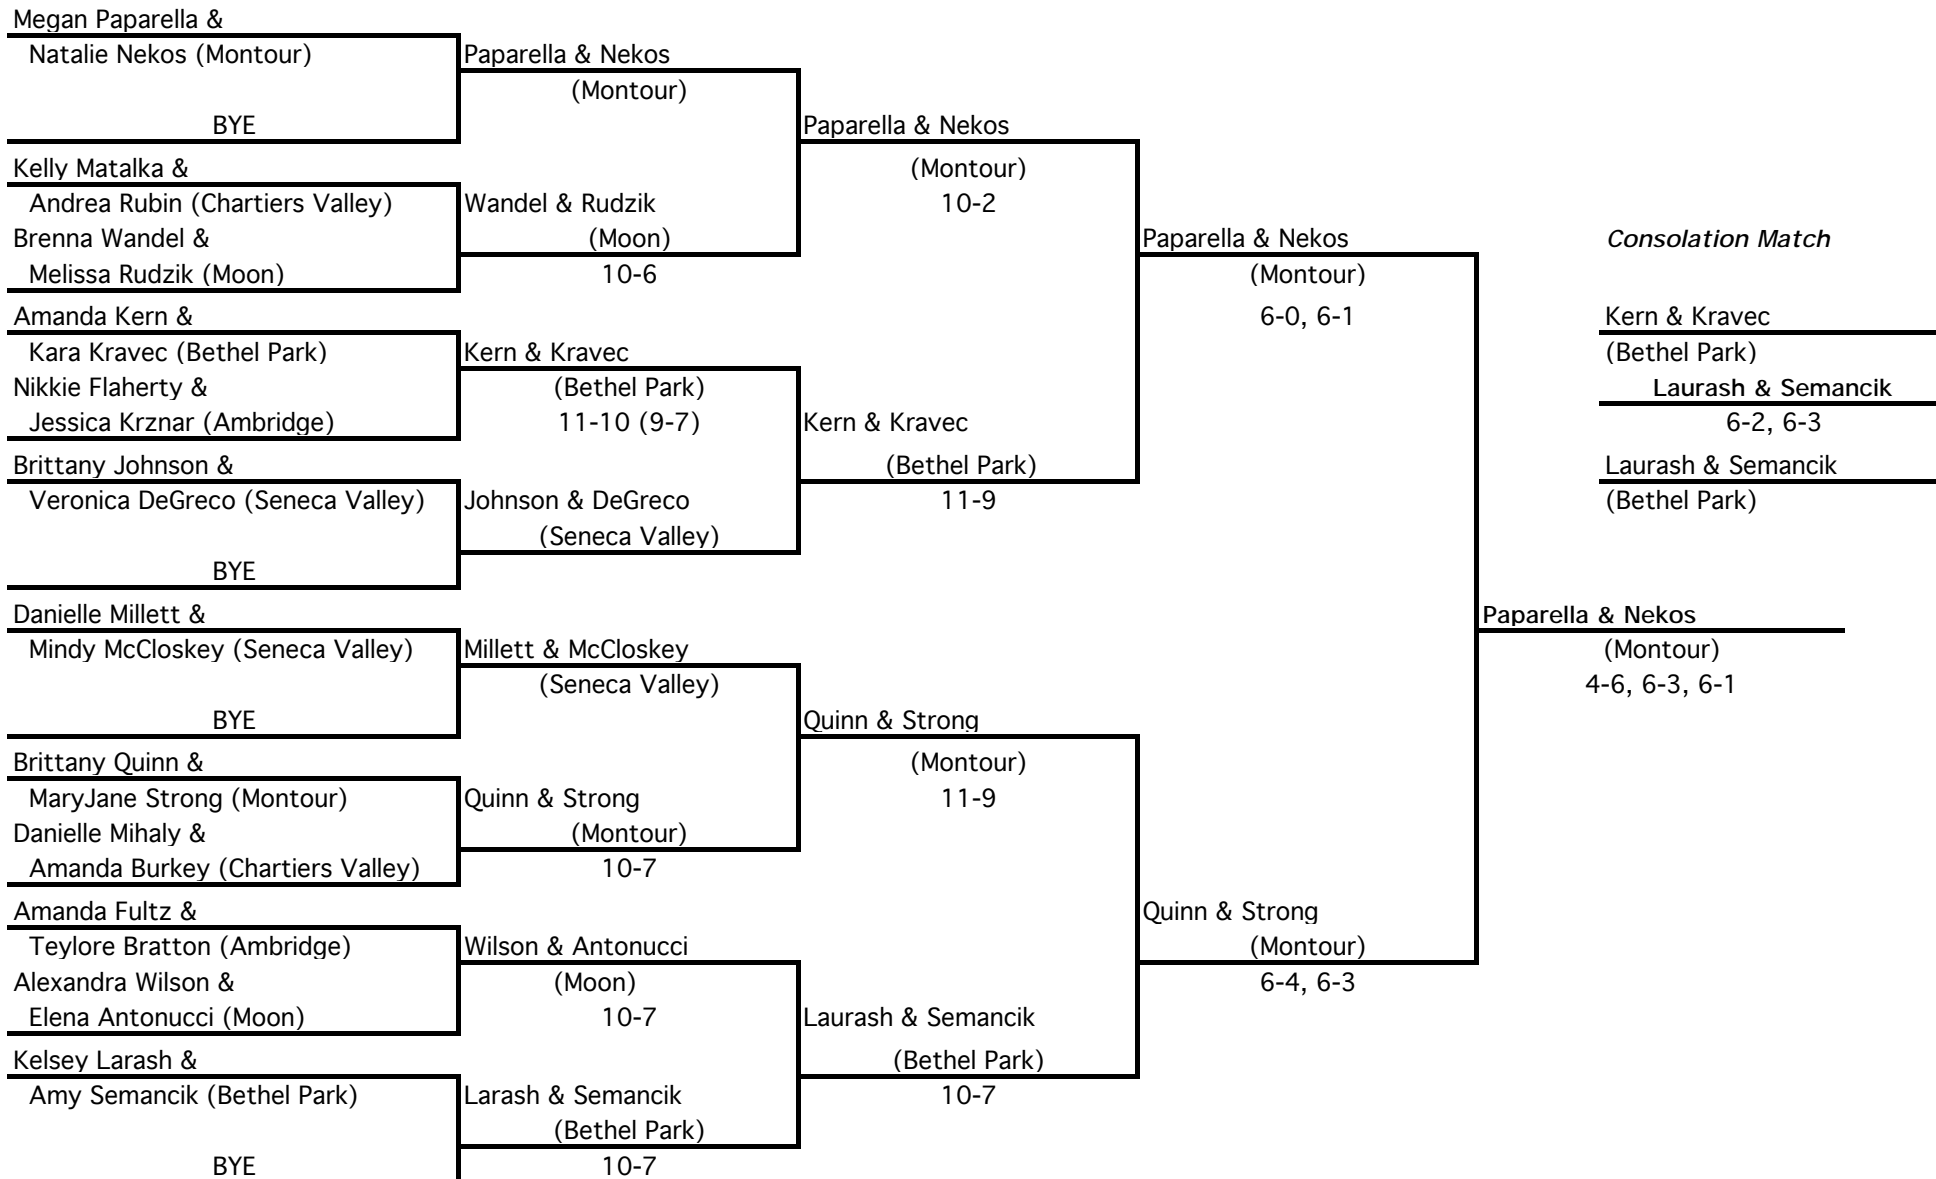 Megan Paparella &
Natalie Nekos (Montour)
BYE
Kelly Matalka &
Andrea Rubin (Chartiers Valley)
Brenna Wandel &
Melissa Rudzik (Moon)
Amanda Kern &
Kara Kravec (Bethel Park)
Nikkie Flaherty &
Jessica Krznar (Ambridge)
Brittany Johnson &
Veronica DeGreco (Seneca Valley)
BYE
Danielle Millett &
Mindy McCloskey (Seneca Valley)
BYE
Brittany Quinn &
MaryJane Strong (Montour)
Danielle Mihaly &
Amanda Burkey (Chartiers Valley)
Amanda Fultz &
Teylore Bratton (Ambridge)
Alexandra Wilson &
Elena Antonucci (Moon)
Kelsey Larash &
Amy Semancik (Bethel Park)
BYE
Paparella & Nekos
(Montour)
Wandel & Rudzik
(Moon)
10-6
Kern & Kravec
(Bethel Park)
11-10 (9-7)
Johnson & DeGreco
(Seneca Valley)
Millett & McCloskey
(Seneca Valley)
Quinn & Strong
(Montour)
10-7
Wilson & Antonucci
(Moon)
10-7
Larash & Semancik
(Bethel Park)
10-7
Paparella & Nekos
(Montour)
10-2
Kern & Kravec
(Bethel Park)
11-9
Quinn & Strong
(Montour)
11-9
Laurash & Semancik
(Bethel Park)
10-7
Paparella & Nekos
(Montour)
6-0, 6-1
Quinn & Strong
(Montour)
6-4, 6-3
Paparella & Nekos
(Montour)
4-6, 6-3, 6-1
Consolation Match
Kern & Kravec
(Bethel Park)
Laurash & Semancik
6-2, 6-3
Laurash & Semancik
(Bethel Park)